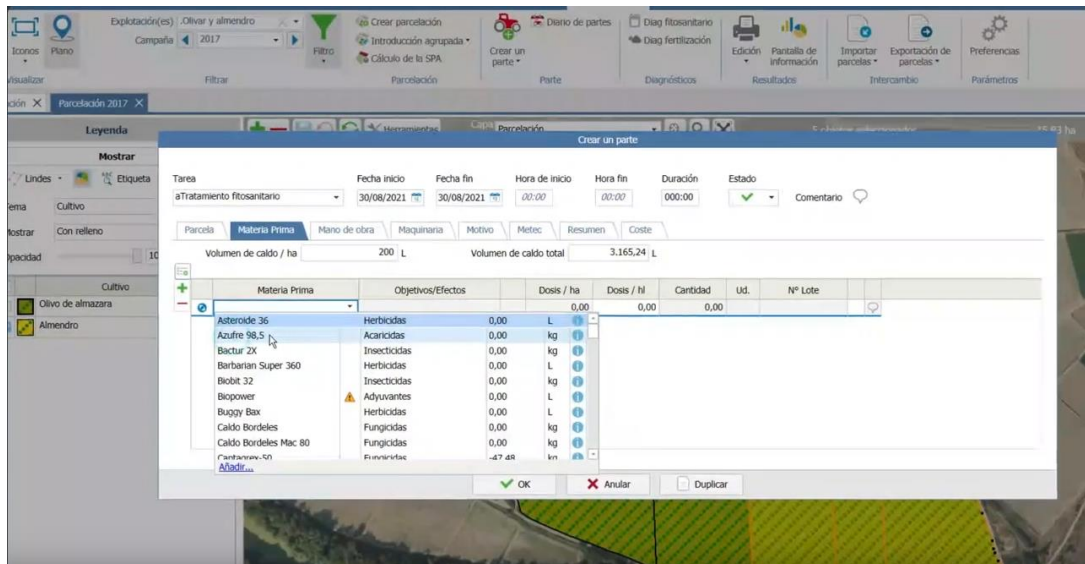 Explotación(es) .Olivar y almendro
Campaña 2017
Iconos
Plano
Filtro
Crear parcelación
Introducción agrupada
Cálculo de la SPA
Crear un
parte
Diario de partes
Diag fitosanitario
Diag fertilización
Edición
Pantalla de
información
Importar
parcelas
Exportación de
parcelas
Preferencias
Visualizar
Filtrar
Parcelación
Parte
Diagnósticos
Resultados
Intercambio
Parámetros
Parcelación 2017
Leyenda
Herramientas
Capa Parcelación
15,83 ha
Crear un parte
Mostrar
Lindes
Etiqueta
Cultivo
Mostrar
Con relleno
Opacidad
Cultivo
Olivo de almazara
Almendro
Tarea
Fecha inicio
Fecha fin
Hora de inicio
Hora fin
Duración
Estado
aTratamiento fitosanitario
30/08/2021
30/08/2021
00:00
00:00
000:00
Comentario
Parcela
Materia Prima
Mano de obra
Maquinaria
Motivo
Metec
Resumen
Coste
Volumen de caldo / ha 200 L
Volumen de caldo total 3.165,24 L
Materia Prima
Objetivos/Efectos
Dosis / ha
Dosis / hl
Cantidad
Ud.
Nº Lote
0,00 0,00 0,00
Asteroide 36 Herbicidas 0,00 L
Azufre 98,5 Acaricidas 0,00 kg
Bactur 2X Insecticidas 0,00 kg
Barbarian Super 360 Herbicidas 0,00 L
Biobit 32 Insecticidas 0,00 kg
Biopower Adyuvantes 0,00 L
Buggy Bax Herbicidas 0,00 L
Caldo Bordeles Fungicidas 0,00 kg
Caldo Bordeles Mac 80 Fungicidas 0,00 kg
Cantagrex-50 Fungicidas -47,48 kg
Añadir...
OK
Anular
Duplicar